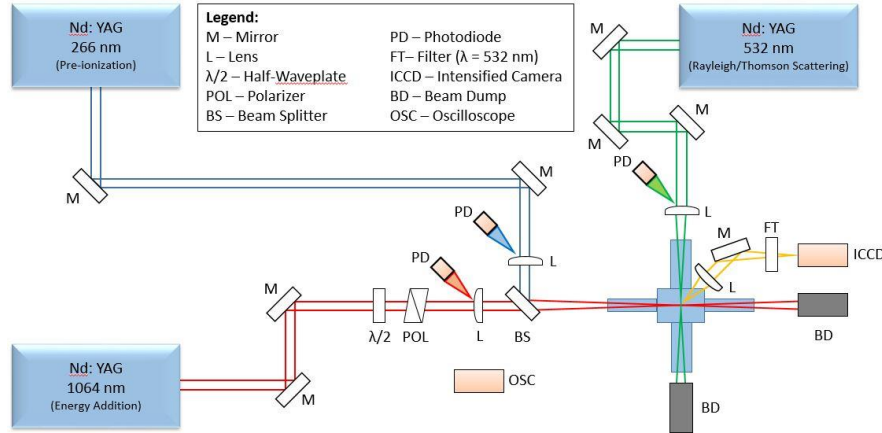 Nd: YAG
266 nm
(Pre-ionization)
Legend:
M – Mirror
L – Lens
λ/2 – Half-Waveplate
POL – Polarizer
BS – Beam Splitter
PD – Photodiode
FT– Filter (λ = 532 nm)
ICCD – Intensified Camera
BD – Beam Dump
OSC – Oscilloscope
Nd: YAG
532 nm
(Rayleigh/Thomson Scattering)
M
M
M
PD
L
M
M
PD
L
M
FT
ICCD
L
BD
BD
PD
M
λ/2
POL
L
BS
M
OSC
Nd: YAG
1064 nm
(Energy Addition)